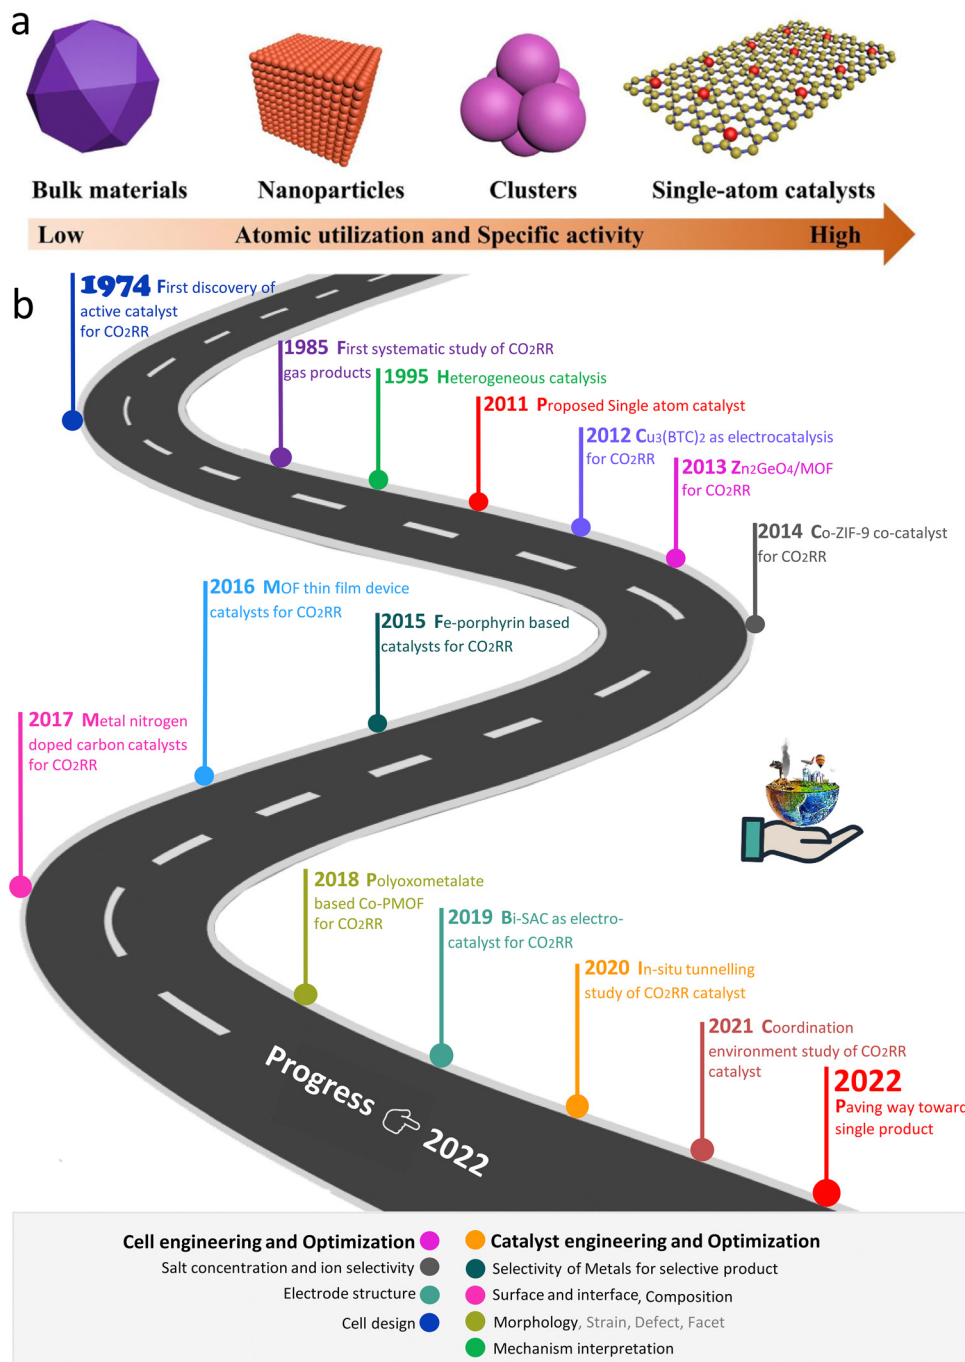 a
Bulk materials
Nanoparticles
Clusters
Single-atom catalysts
Low
Atomic utilization and Specific activity
High
b
1974 First discovery of
active catalyst
for CO2RR
1985 First systematic study of CO2RR
gas products
1995 Heterogeneous catalysis
2011 Proposed Single atom catalyst
2012 Cu3(BTC)2 as electrocatalysis
for CO2RR
2013 Zn2GeO4/MOF
for CO2RR
2014 Co-ZIF-9 co-catalyst
for CO2RR
2015 Fe-porphyrin based
catalysts for CO2RR
2016 MOF thin film device
catalysts for CO2RR
2017 Metal nitrogen
doped carbon catalysts
for CO2RR
2018 Polyoxometalate
based Co-PMOF
for CO2RR
2019 Bi-SAC as electro-
catalyst for CO2RR
2020 In-situ tunnelling
study of CO2RR catalyst
2021 Coordination
environment study of CO2RR
catalyst
2022
Paving way toward
single product
Progress 2022
Cell engineering and Optimization
Salt concentration and ion selectivity
Electrode structure
Cell design
Catalyst engineering and Optimization
Selectivity of Metals for selective product
Surface and interface, Composition
Morphology, Strain, Defect, Facet
Mechanism interpretation